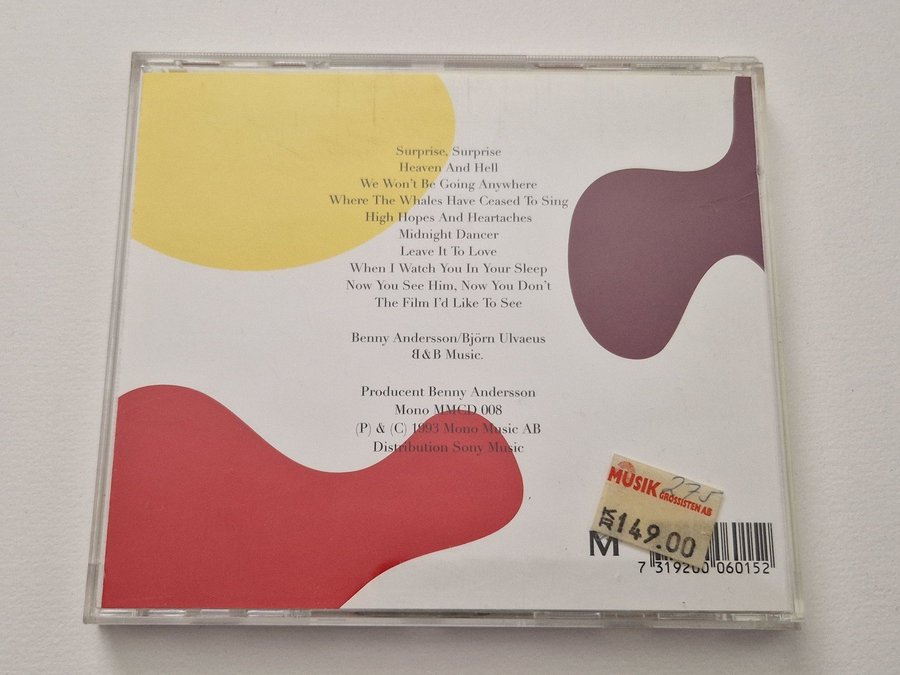 Surprise, Surprise
Heaven And Hell
We Won't Be Going Anywhere
Where The Whales Have Ceased To Sing
High Hopes And Heartaches
Midnight Dancer
Leave It To Love
When I Watch You In Your Sleep
Now You See Him, Now You Don't
The Film I'd Like To See
Benny Andersson/Björn Ulvaeus
B&B Music.
Producent Benny Andersson
Mono MMCD 008
(P) & (C) 1993 Mono Music AB
Distribution Sony Music
MUSIK 275
GROSSISTEN AB
KR 149.00
M
7 319200 060152